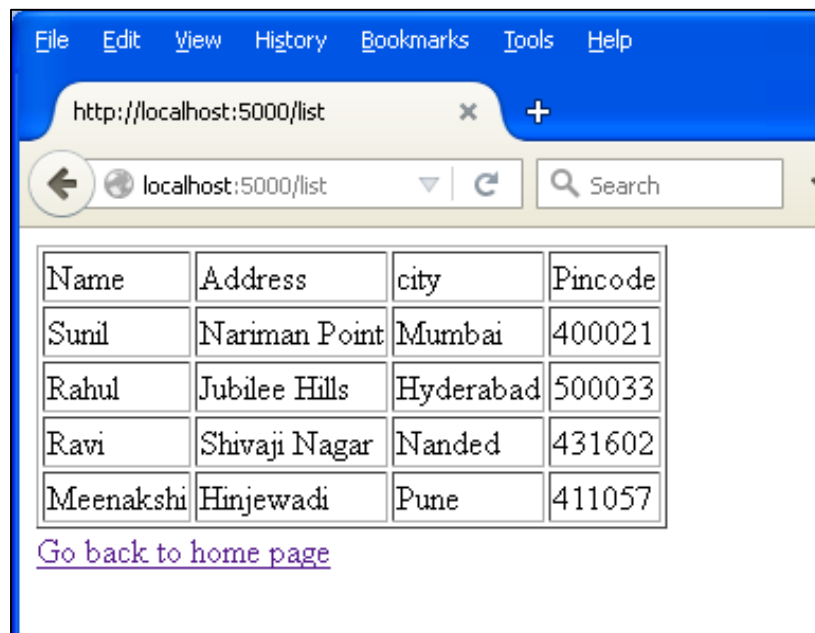 File Edit View History Bookmarks Tools Help
http://localhost:5000/list
localhost:5000/list Search
Name Address city Pincode
Sunil Nariman Point Mumbai 400021
Rahul Jubilee Hills Hyderabad 500033
Ravi Shivaji Nagar Nanded 431602
Meenakshi Hinjewadi Pune 411057
Go back to home page